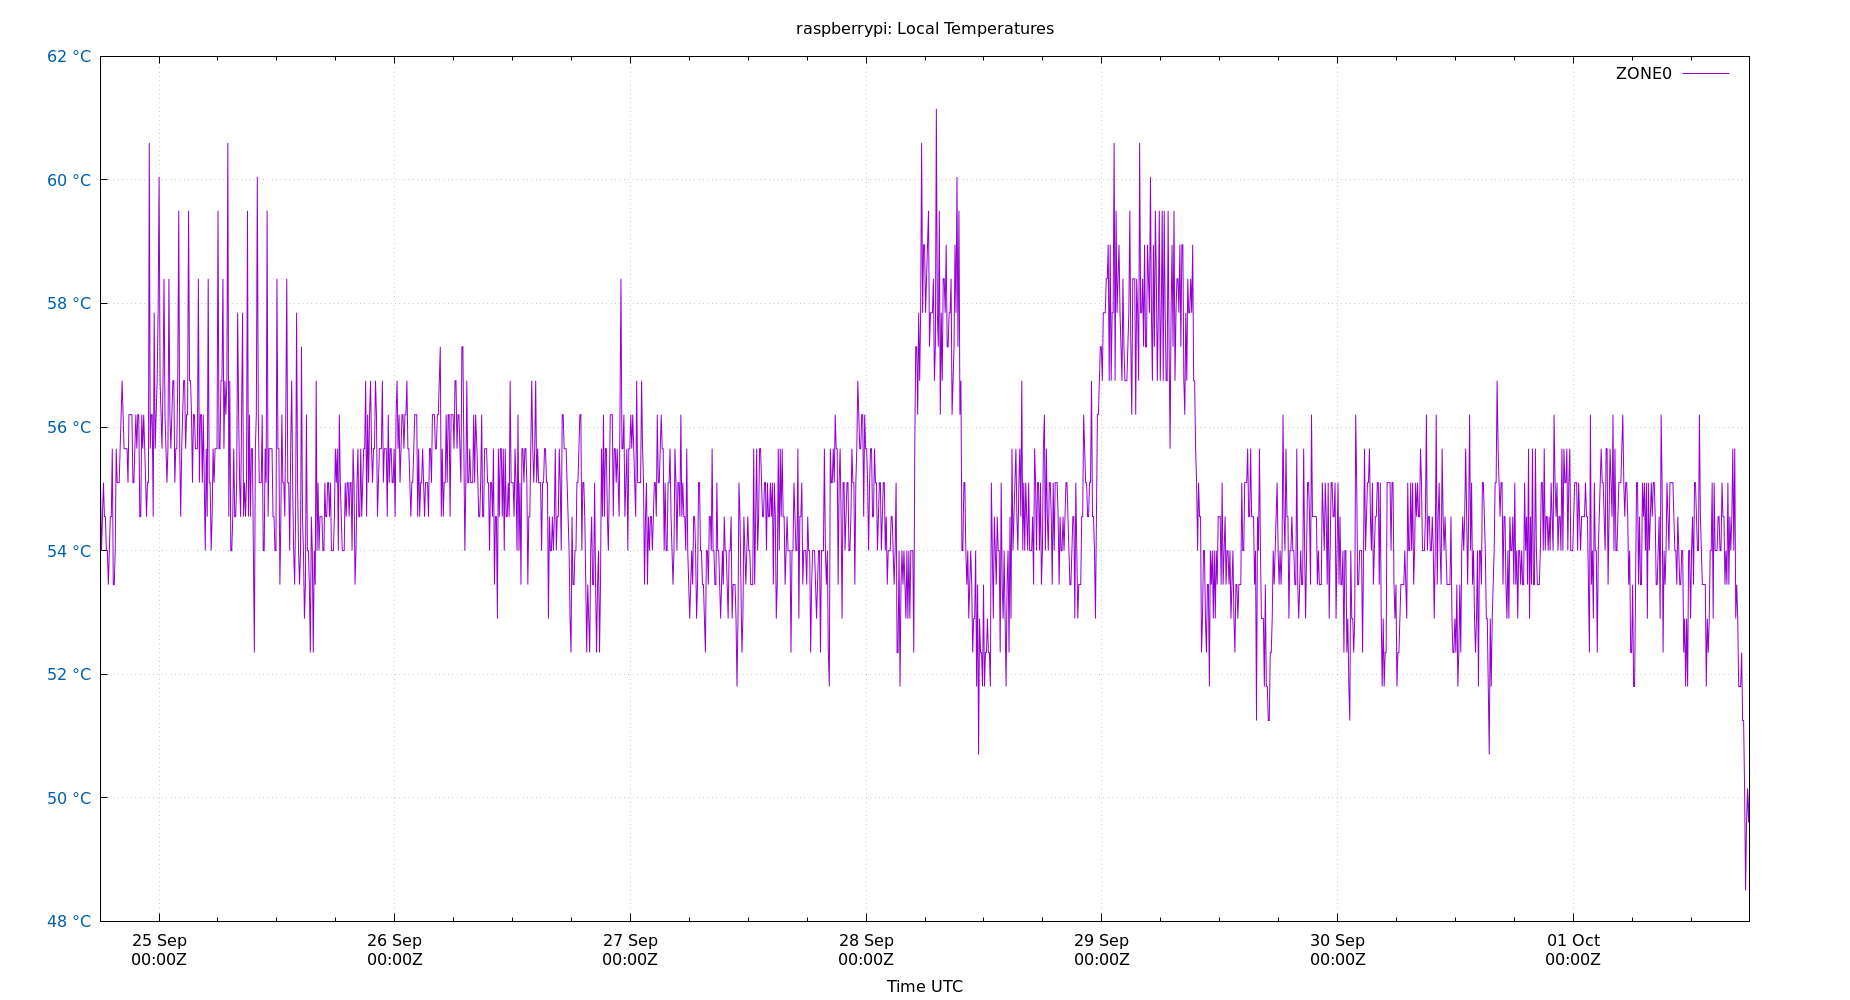 raspberrypi: Local Temperatures
62 °C
ZONE0
60 °C
58 °C
56 °C
54 °C
52 °C
50 °C
48 °C
25 Sep 26 Sep 27 Sep 28 Sep 29 Sep 30 Sep 01 Oct
00:00Z 00:00Z 00:00Z 00:00Z 00:00Z 00:00Z 00:00Z
Time UTC